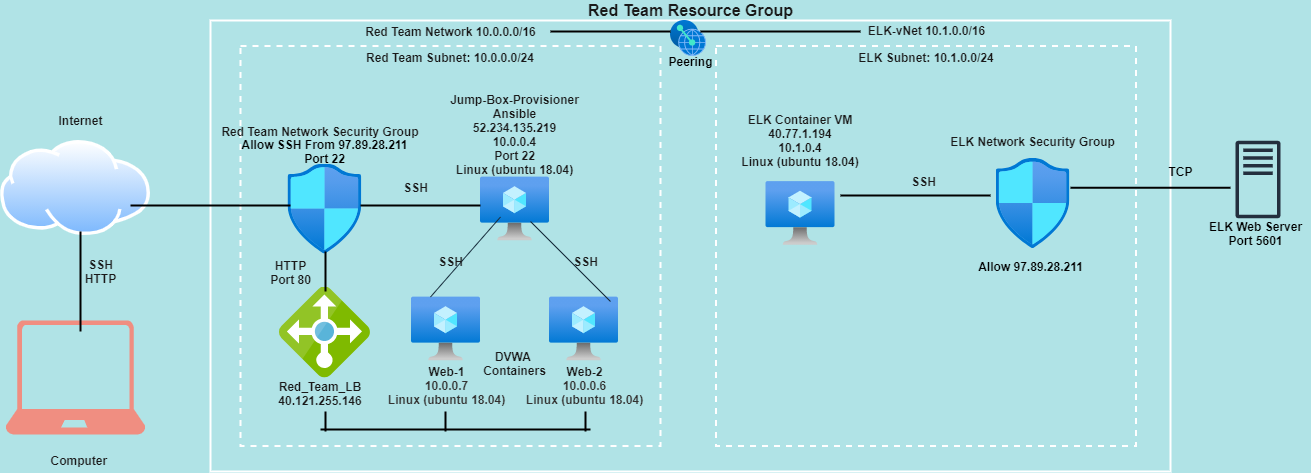 Red Team Resource Group
Red Team Network 10.0.0.0/16
ELK-vNet 10.1.0.0/16
Peering
Red Team Subnet: 10.0.0.0/24
ELK Subnet: 10.1.0.0/24
Internet
Red Team Network Security Group
Allow SSH From 97.89.28.211
Port 22
Jump-Box-Provisioner
Ansible
52.234.135.219
10.0.0.4
Port 22
Linux (ubuntu 18.04)
ELK Container VM
40.77.1.194
10.1.0.4
Linux (ubuntu 18.04)
ELK Network Security Group
TCP
SSH
SSH
ELK Web Server
Port 5601
SSH
HTTP
HTTP
Port 80
SSH
SSH
Allow 97.89.28.211
DVWA
Containers
Red_Team_LB
40.121.255.146
Web-1
10.0.0.7
Linux (ubuntu 18.04)
Web-2
10.0.0.6
Linux (ubuntu 18.04)
Computer